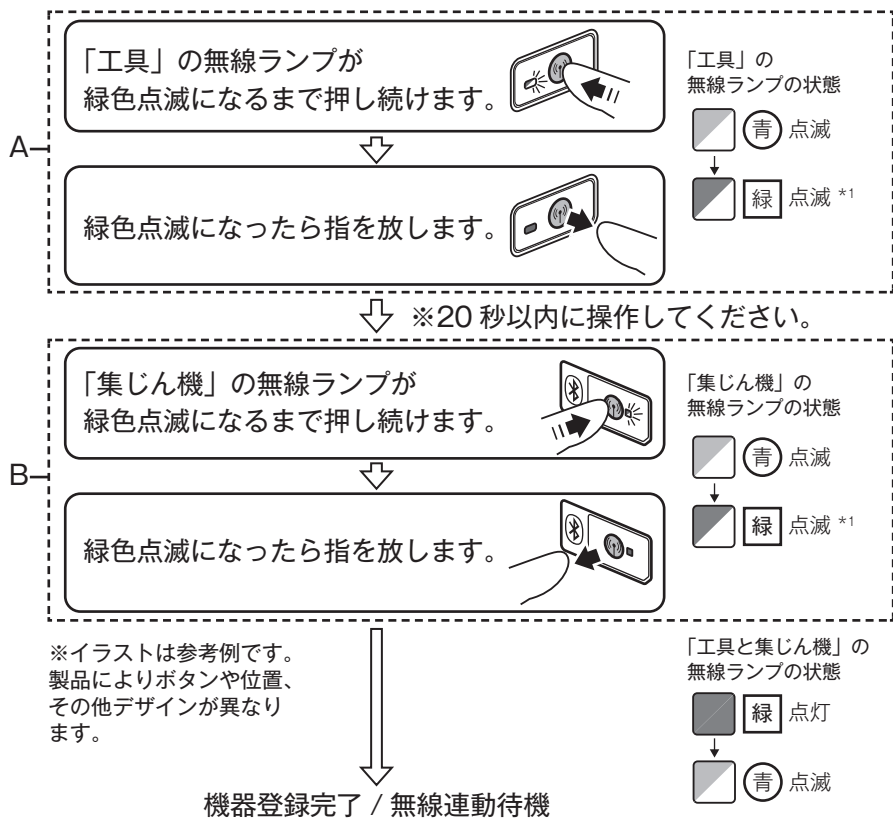 「工具」の無線ランプが
緑色点滅になるまで押し続けます。
「工具」の
無線ランプの状態
青 点滅
緑 点滅 *1
A
緑色点滅になったら指を放します。
※20 秒以内に操作してください。
「集じん機」の無線ランプが
緑色点滅になるまで押し続けます。
「集じん機」の
無線ランプの状態
青 点滅
緑 点滅 *1
B
緑色点滅になったら指を放します。
※イラストは参考例です。
製品によりボタンや位置、
その他デザインが異なり
ます。
「工具と集じん機」の
無線ランプの状態
緑 点灯
青 点滅
機器登録完了 / 無線連動待機